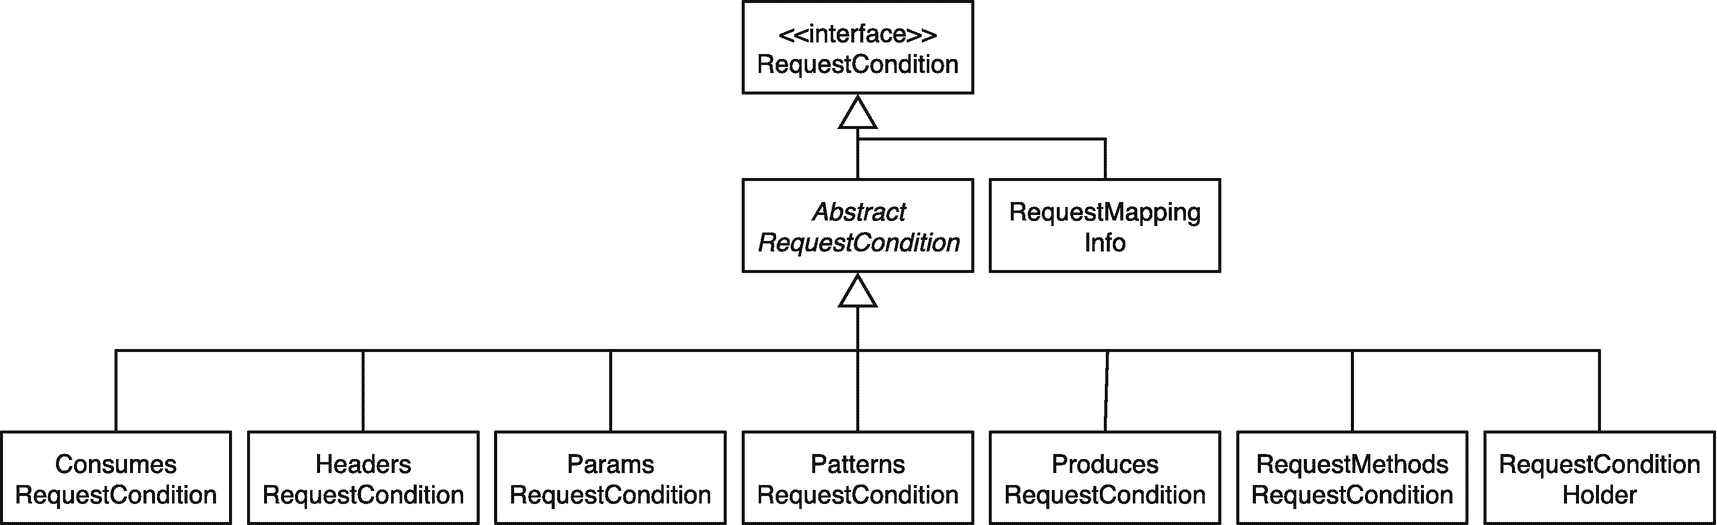 <<interface>>
RequestCondition
Abstract
RequestCondition
RequestMapping
Info
Consumes
RequestCondition
Headers
RequestCondition
Params
RequestCondition
Patterns
RequestCondition
Produces
RequestCondition
RequestMethods
RequestCondition
RequestCondition
Holder